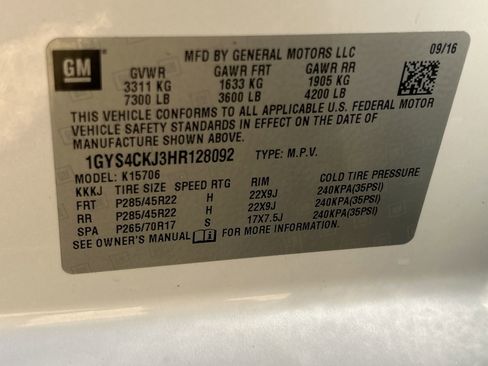 GM
MFD BY GENERAL MOTORS LLC
09/16
GVWR GAWR FRT GAWR RR
3311 KG 1633 KG 1905 KG
7300 LB 3600 LB 4200 LB
THIS VEHICLE CONFORMS TO ALL APPLICABLE U.S. FEDERAL MOTOR
VEHICLE SAFETY STANDARDS IN EFFECT ON THE DATE OF
MANUFACTURE SHOWN ABOVE.
1GYS4CKJ3HR128092 TYPE: M.P.V.
MODEL: K15706
KKKJ TIRE SIZE SPEED RTG RIM COLD TIRE PRESSURE
FRT P285/45R22 H 22X9J 240KPA(35PSI)
RR P285/45R22 H 22X9J 240KPA(35PSI)
SPA P265/70R17 S 17X7.5J 240KPA(35PSI)
SEE OWNER'S MANUAL FOR MORE INFORMATION.